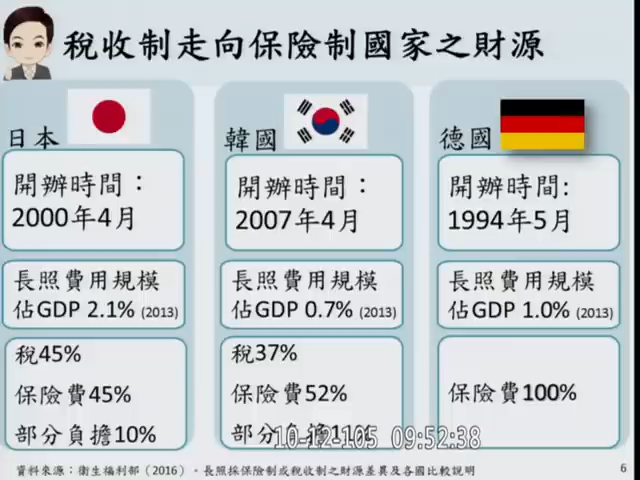 稅收制走向保險制國家之財源
日本
開辦時間：
2000年4月
長照費用規模
佔GDP 2.1% (2013)
稅45%
保險費45%
部分負擔10%
韓國
開辦時間：
2007年4月
長照費用規模
佔GDP 0.7% (2013)
稅37%
保險費52%
部分負擔11%
德國
開辦時間:
1994年5月
長照費用規模
佔GDP 1.0% (2013)
保險費100%
10-12-105 09:52:38
資料來源：衛生福利部（2016）。長照採保險制或稅收制之財源差異及各國比較說明
6